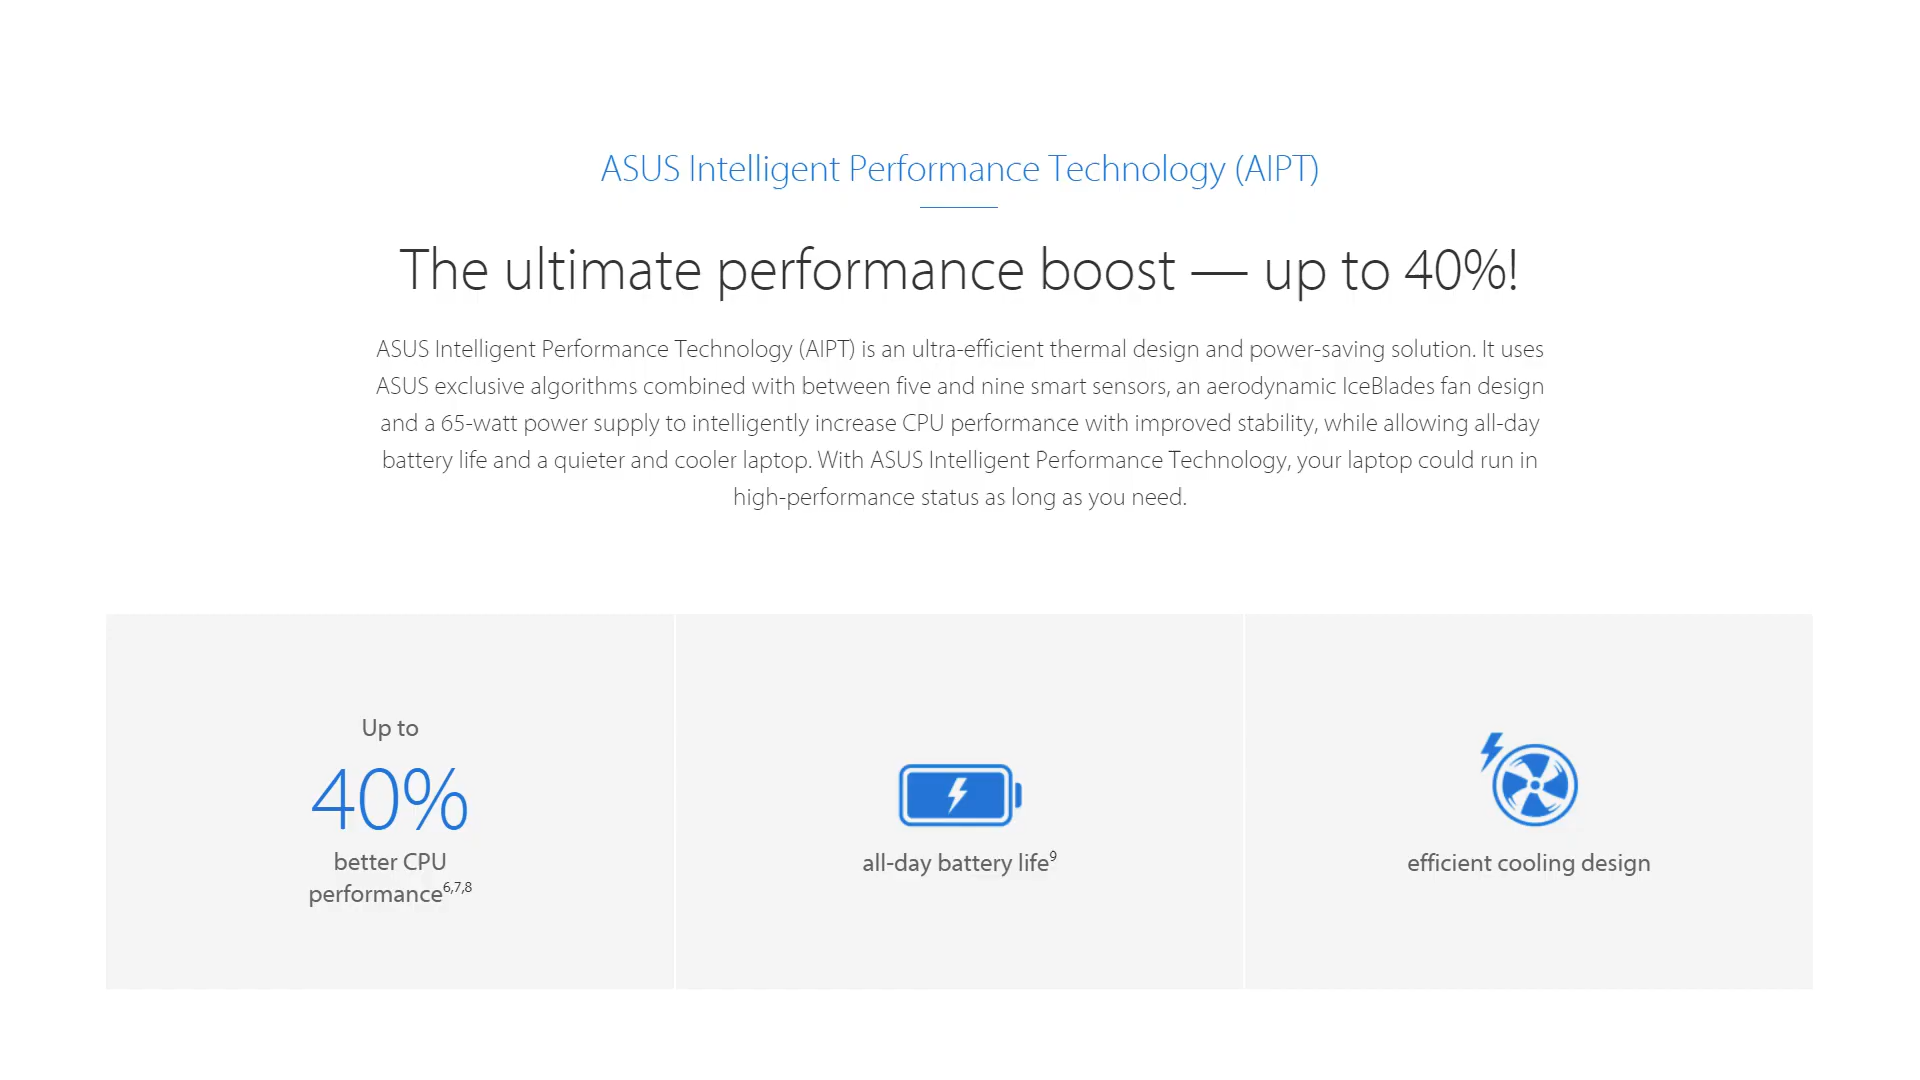 ASUS Intelligent Performance Technology (AIPT)
The ultimate performance boost — up to 40%!
ASUS Intelligent Performance Technology (AIPT) is an ultra-efficient thermal design and power-saving solution. It uses
ASUS exclusive algorithms combined with between five and nine smart sensors, an aerodynamic IceBlades fan design
and a 65-watt power supply to intelligently increase CPU performance with improved stability, while allowing all-day
battery life and a quieter and cooler laptop. With ASUS Intelligent Performance Technology, your laptop could run in
high-performance status as long as you need.
Up to
40%
better CPU
performance6,7,8
all-day battery life9
efficient cooling design